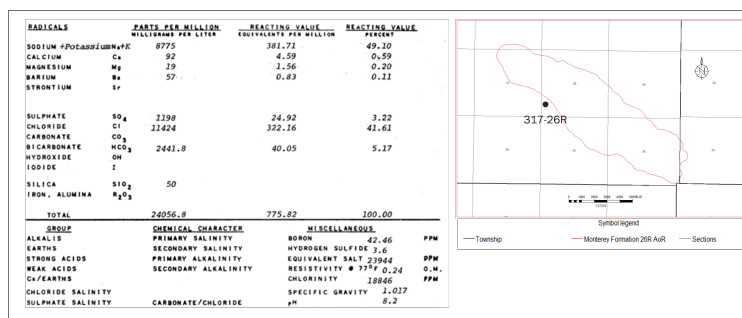 RADICALS PARTS PER MILLION REACTING VALUE REACTING VALUE
MILLIGRAMS PER LITER EQUIVALENTS PER MILLION PERCENT
SODIUM +Potassium Na+K 8775 381.71 49.10
CALCIUM Ca 92 4.59 0.59
MAGNESIUM Mg 19 1.56 0.20
BARIUM Ba 57 0.83 0.11
STRONTIUM Sr
SULPHATE SO4 1198 24.92 3.22
CHLORIDE Cl 11424 322.16 41.61
CARBONATE CO3
BICARBONATE HCO3 2441.8 40.05 5.17
HYDROXIDE OH
IODIDE I
SILICA SiO2 50
IRON, ALUMINA R2O3
TOTAL 24056.8 775.82 100.00
GROUP CHEMICAL CHARACTER MISCELLANEOUS
ALKALIS PRIMARY SALINITY BORON 42.46 PPM
EARTHS SECONDARY SALINITY HYDROGEN SULFIDE 3.6
STRONG ACIDS PRIMARY ALKALINITY EQUIVALENT SALT 23944 PPM
WEAK ACIDS SECONDARY ALKALINITY RESISTIVITY @ 77°F 0.24 O.M.
Ca/EARTHS CHLORINITY 18846 PPM
CHLORIDE SALINITY SPECIFIC GRAVITY 1.017
SULPHATE SALINITY CARBONATE/CHLORIDE pH 8.2
317-26R
N
Symbol legend
Township Monterey Formation 26R AoR Sections